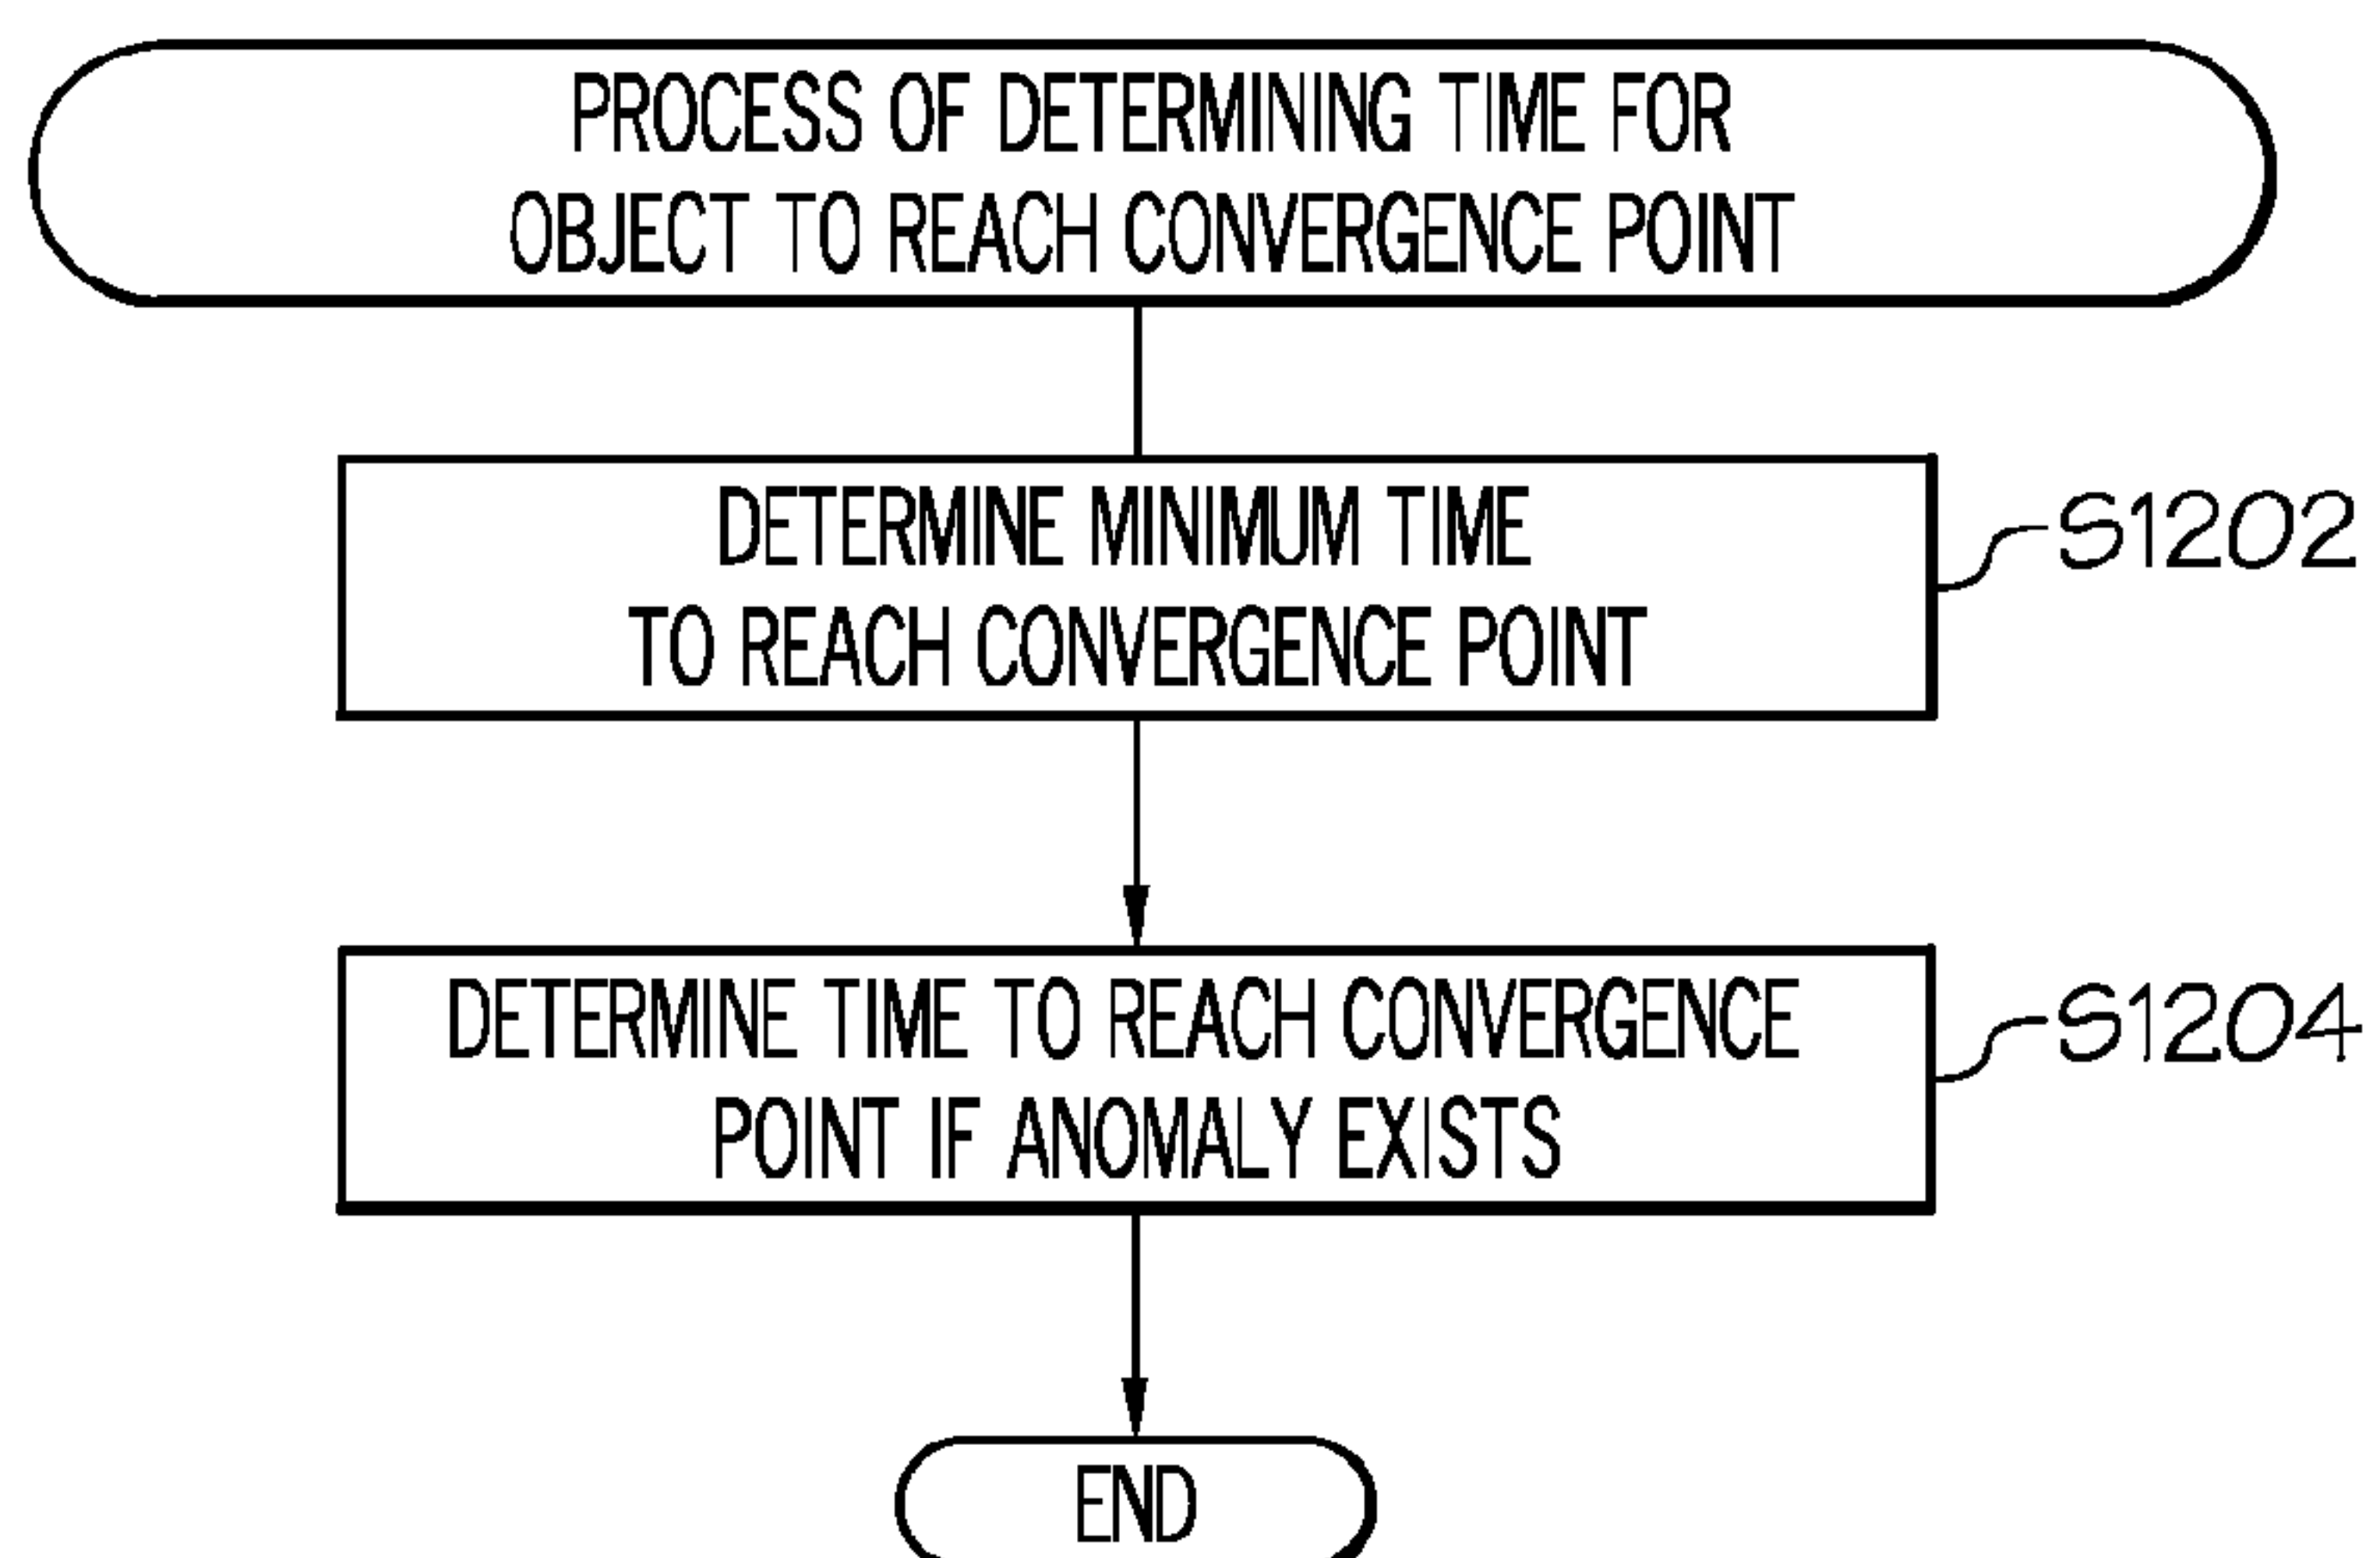 PROCESS OF DETERMINING TIME FOR
OBJECT TO REACH CONVERGENCE POINT
DETERMINE MINIMUM TIME
TO REACH CONVERGENCE POINT
S1202
DETERMINE TIME TO REACH CONVERGENCE
POINT IF ANOMALY EXISTS
S1204
END